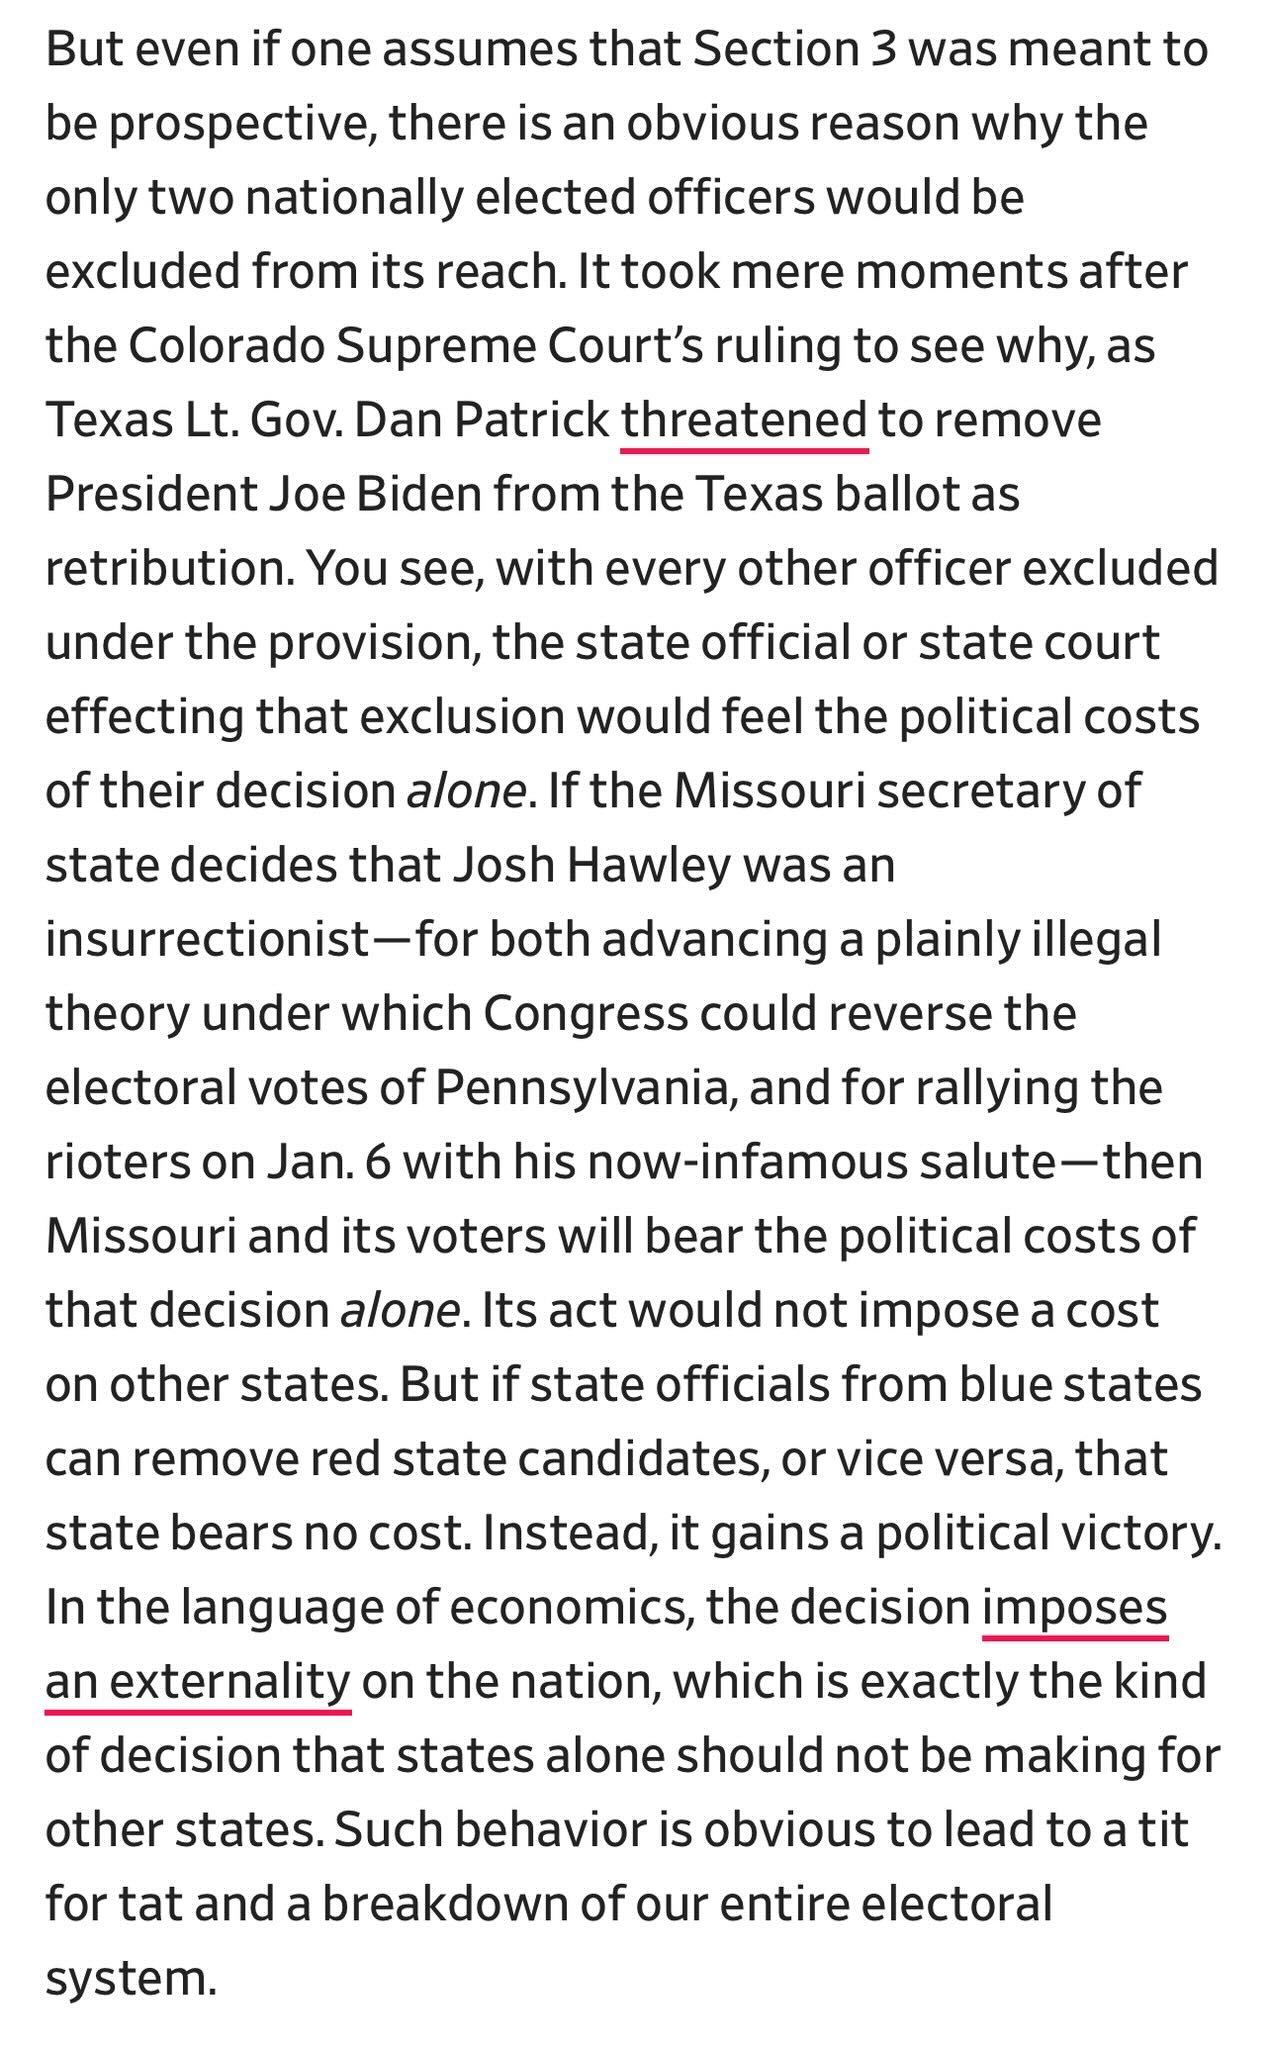 But even if one assumes that Section 3 was meant to
be prospective, there is an obvious reason why the
only two nationally elected officers would be
excluded from its reach. It took mere moments after
the Colorado Supreme Court’s ruling to see why, as
Texas Lt. Gov. Dan Patrick threatened to remove
President Joe Biden from the Texas ballot as
retribution. You see, with every other officer excluded
under the provision, the state official or state court
effecting that exclusion would feel the political costs
of their decision alone. If the Missouri secretary of
state decides that Josh Hawley was an
insurrectionist—for both advancing a plainly illegal
theory under which Congress could reverse the
electoral votes of Pennsylvania, and for rallying the
rioters on Jan. 6 with his now-infamous salute—then
Missouri and its voters will bear the political costs of
that decision alone. Its act would not impose a cost
on other states. But if state officials from blue states
can remove red state candidates, or vice versa, that
state bears no cost. Instead, it gains a political victory.
In the language of economics, the decision imposes
an externality on the nation, which is exactly the kind
of decision that states alone should not be making for
other states. Such behavior is obvious to lead to a tit
for tat and a breakdown of our entire electoral
system.